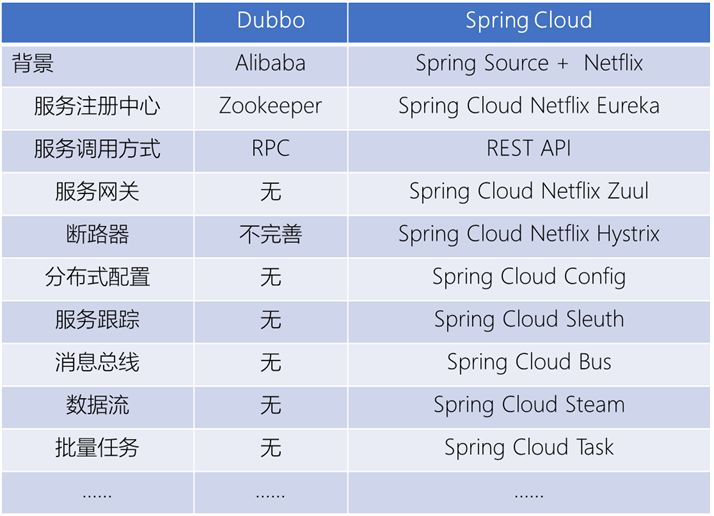 Dubbo Spring Cloud
背景 Alibaba Spring Source + Netflix
服务注册中心 Zookeeper Spring Cloud Netflix Eureka
服务调用方式 RPC REST API
服务网关 无 Spring Cloud Netflix Zuul
断路器 不完善 Spring Cloud Netflix Hystrix
分布式配置 无 Spring Cloud Config
服务跟踪 无 Spring Cloud Sleuth
消息总线 无 Spring Cloud Bus
数据流 无 Spring Cloud Steam
批量任务 无 Spring Cloud Task
...... ...... ......